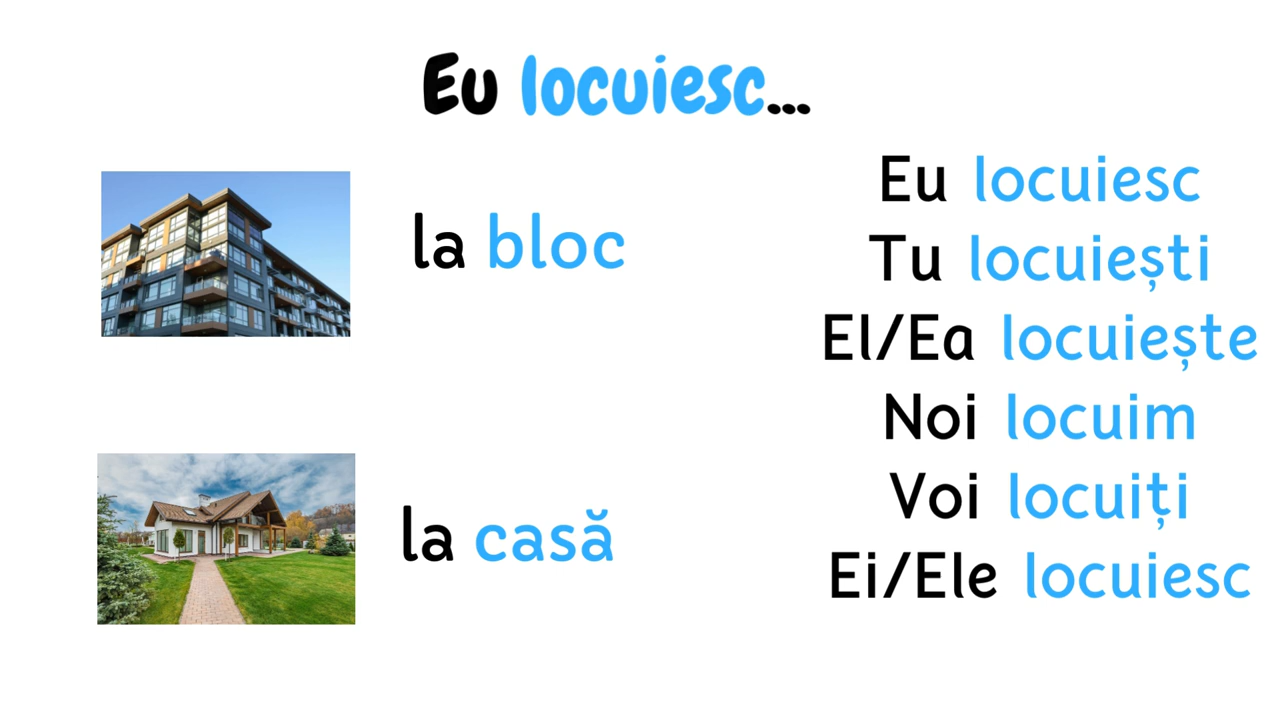 Eu locuiesc...
la bloc
la casă
Eu locuiesc
Tu locuiești
El/Ea locuiește
Noi locuim
Voi locuiți
Ei/Ele locuiesc